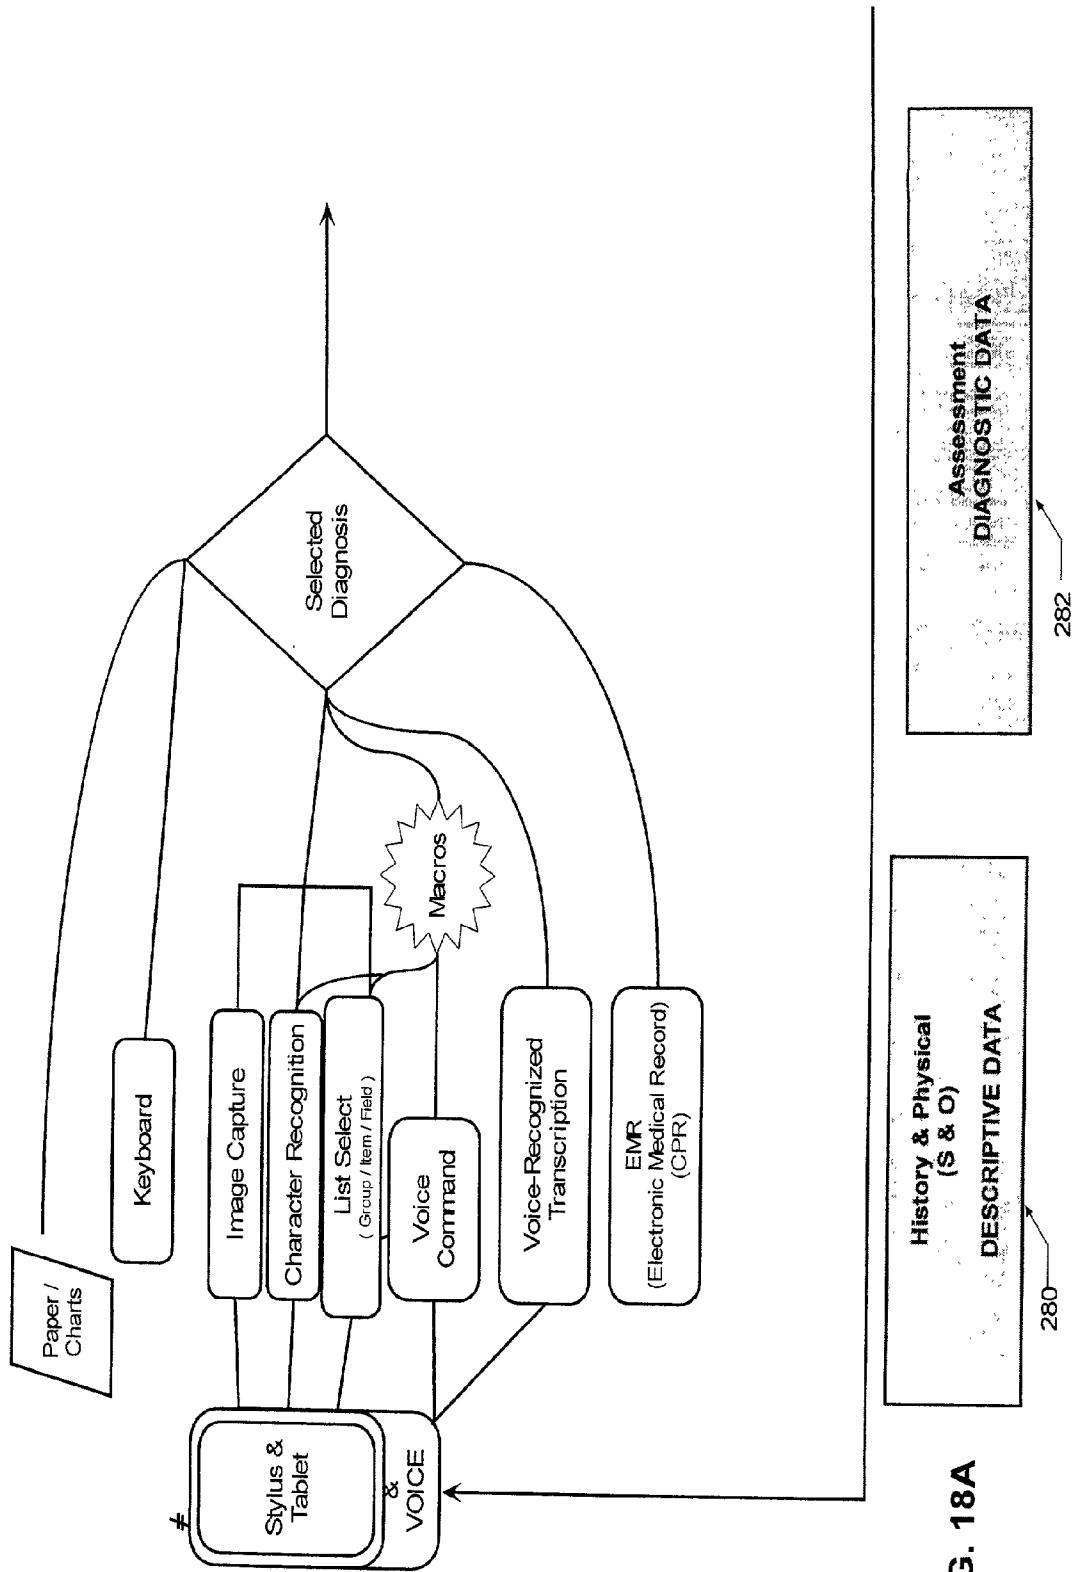 Paper /
Charts
Keyboard
Image Capture
Character Recognition
List Select
( Group / Item / Field )
Voice
Command
Voice-Recognized
Transcription
EMR
(Electronic Medical Record)
(CPR)
Stylus &
Tablet
&
VOICE
Macros
Selected
Diagnosis
History & Physical
(S & O)
DESCRIPTIVE DATA
280
Assessment
DIAGNOSTIC DATA
282
G. 18A